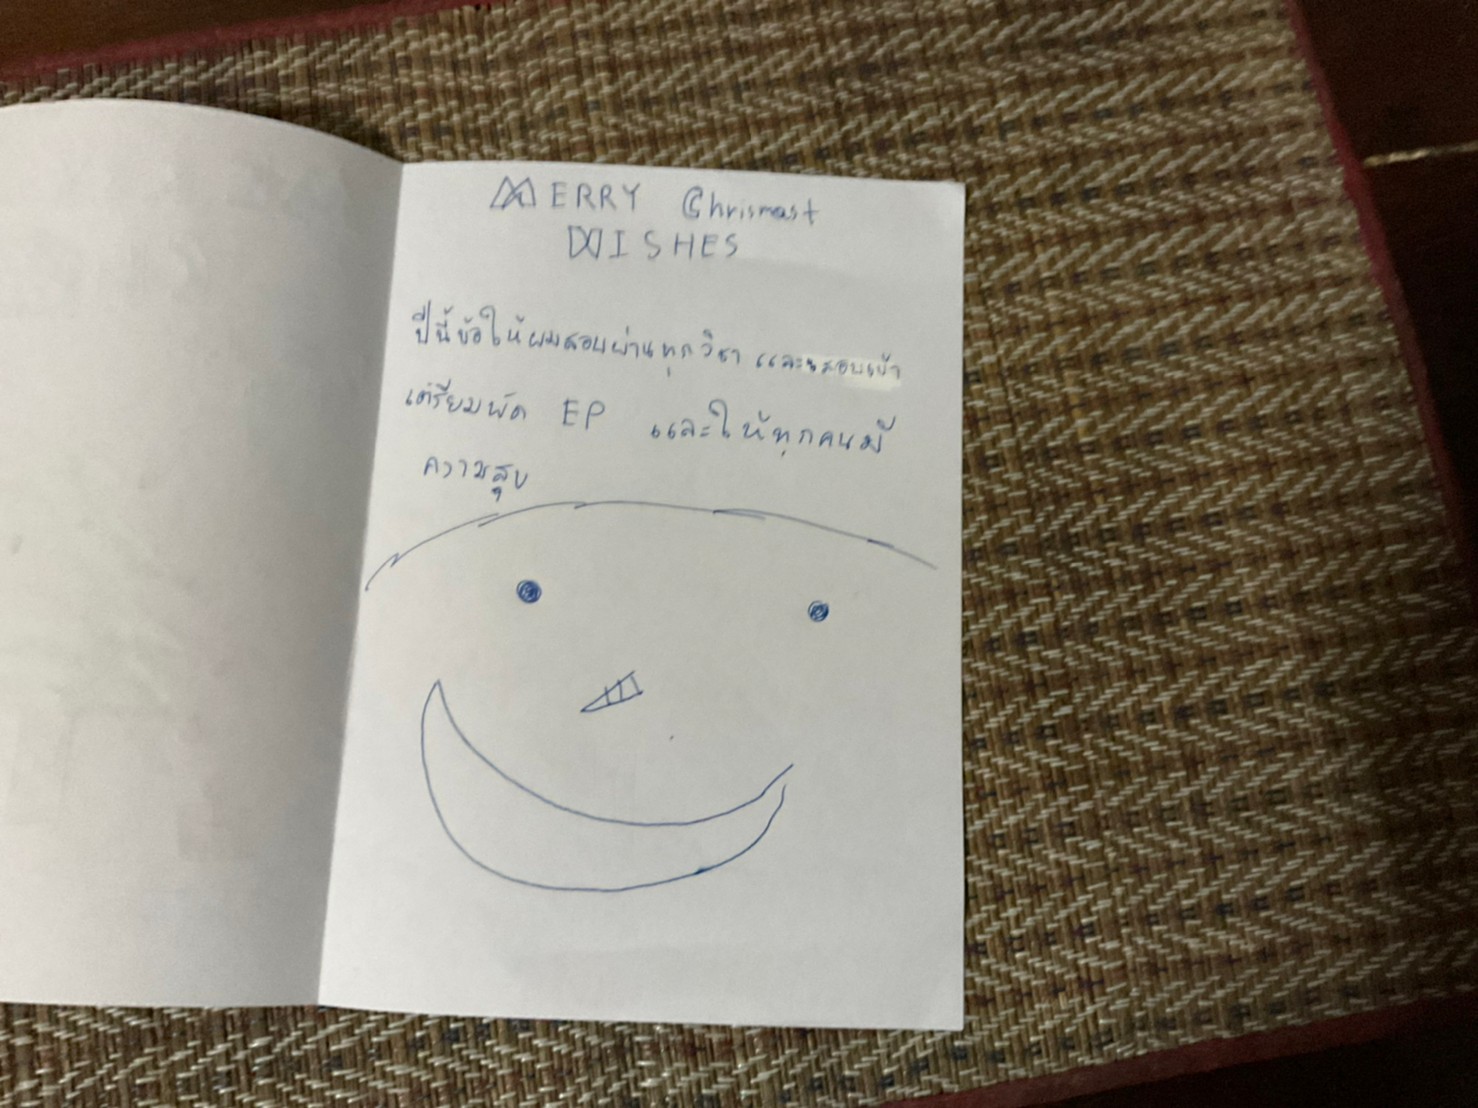 MERRY Chrismast
WISHES
ปีนี้ขอให้ผมสอบผ่านทุกวิชา และสอบเข้า
เตรียมพัด EP และให้ทุกคนมี
ความสุข